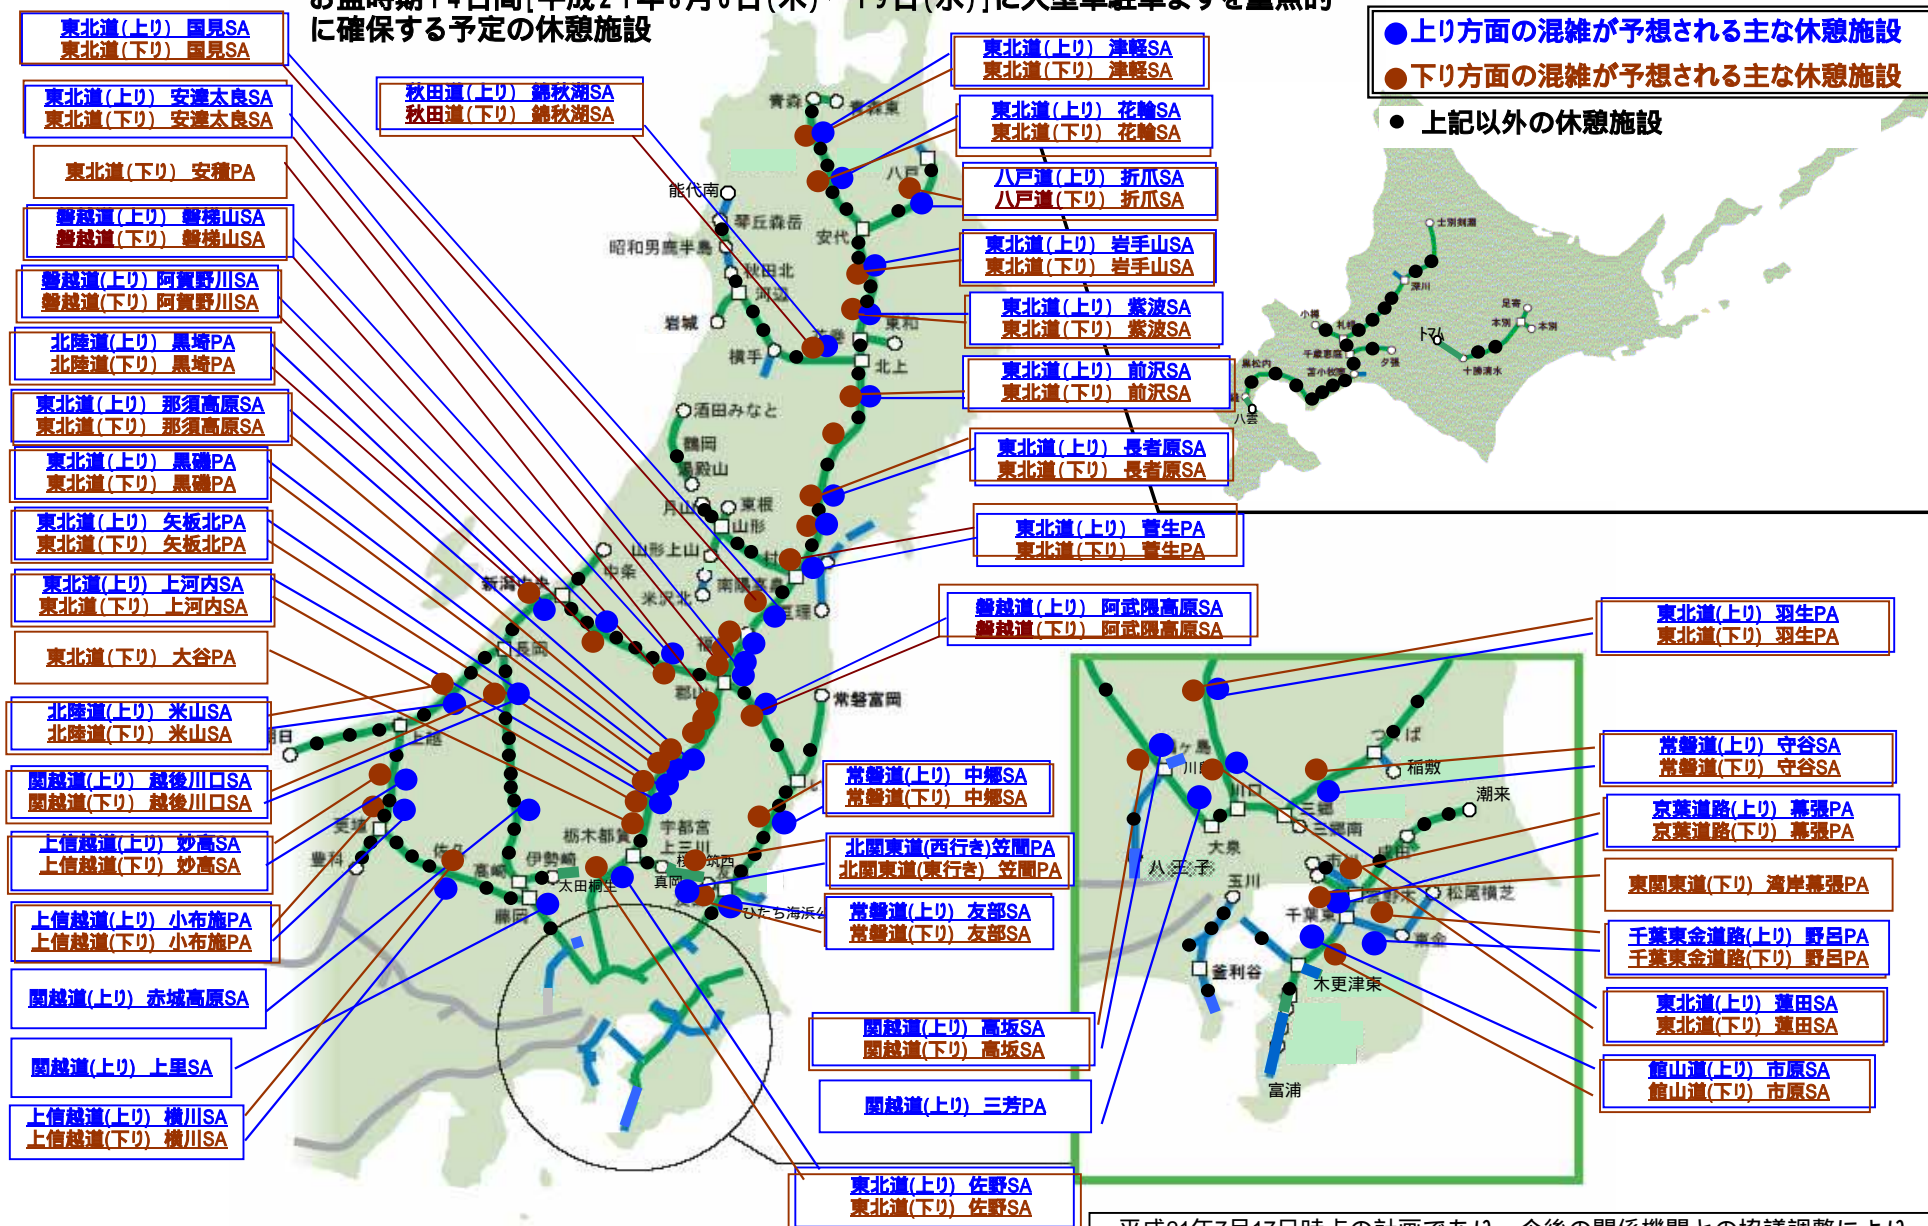 に確保する予定の休憩施設
●上り方面の混雑が予想される主な休憩施設
●下り方面の混雑が予想される主な休憩施設
● 上記以外の休憩施設
東北道(上り) 国見SA
東北道(下り) 国見SA
東北道(上り) 安達太良SA
東北道(下り) 安達太良SA
東北道(下り) 安積PA
磐越道(上り) 磐梯山SA
磐越道(下り) 磐梯山SA
磐越道(上り) 阿賀野川SA
磐越道(下り) 阿賀野川SA
北陸道(上り) 黒埼PA
北陸道(下り) 黒埼PA
東北道(上り) 那須高原SA
東北道(下り) 那須高原SA
東北道(上り) 黒磯PA
東北道(下り) 黒磯PA
東北道(上り) 矢板北PA
東北道(下り) 矢板北PA
東北道(上り) 上河内SA
東北道(下り) 上河内SA
東北道(下り) 大谷PA
北陸道(上り) 米山SA
北陸道(下り) 米山SA
関越道(上り) 越後川口SA
関越道(下り) 越後川口SA
上信越道(上り) 妙高SA
上信越道(下り) 妙高SA
上信越道(上り) 小布施PA
上信越道(下り) 小布施PA
関越道(上り) 赤城高原SA
関越道(上り) 上里SA
上信越道(上り) 横川SA
上信越道(下り) 横川SA
秋田道(上り) 錦秋湖SA
秋田道(下り) 錦秋湖SA
東北道(上り) 津軽SA
東北道(下り) 津軽SA
東北道(上り) 花輪SA
東北道(下り) 花輪SA
八戸道(上り) 折爪SA
八戸道(下り) 折爪SA
東北道(上り) 岩手山SA
東北道(下り) 岩手山SA
東北道(上り) 紫波SA
東北道(下り) 紫波SA
東北道(上り) 前沢SA
東北道(下り) 前沢SA
東北道(上り) 長者原SA
東北道(下り) 長者原SA
東北道(上り) 菅生PA
東北道(下り) 菅生PA
磐越道(上り) 阿武隈高原SA
磐越道(下り) 阿武隈高原SA
常磐道(上り) 中郷SA
常磐道(下り) 中郷SA
北関東道(西行き)笠間PA
北関東道(東行き) 笠間PA
常磐道(上り) 友部SA
常磐道(下り) 友部SA
関越道(上り) 高坂SA
関越道(下り) 高坂SA
関越道(上り) 三芳PA
東北道(上り) 佐野SA
東北道(下り) 佐野SA
東北道(上り) 羽生PA
東北道(下り) 羽生PA
常磐道(上り) 守谷SA
常磐道(下り) 守谷SA
京葉道路(上り) 幕張PA
京葉道路(下り) 幕張PA
東関東道(下り) 湾岸幕張PA
千葉東金道路(上り) 野呂PA
千葉東金道路(下り) 野呂PA
東北道(上り) 蓮田SA
東北道(下り) 蓮田SA
館山道(上り) 市原SA
館山道(下り) 市原SA
青森
青森東
八戸
能代南
琴丘森岳
昭和男鹿半島
秋田北
河辺
岩城
安代
東和
横手
北上
酒田みなと
鶴岡
湯殿山
月山
東根
山形
山形上山
米沢北
中条
長岡
上越
郡山
常磐富岡
豊科
佐久
高崎
藤岡
伊勢崎
太田桐生
栃木都賀
宇都宮
上三川
真岡
士別剣淵
深川
小樽
札幌
千歳恵庭
夕張
苫小牧東
黒松内
八雲
トマム
十勝清水
足寄
本別
本別
つくば
稲敷
潮来
川口
三郷
三郷南
大泉
八王子
玉川
釜利谷
成田
千葉東
松尾横芝
東金
木更津東
富浦